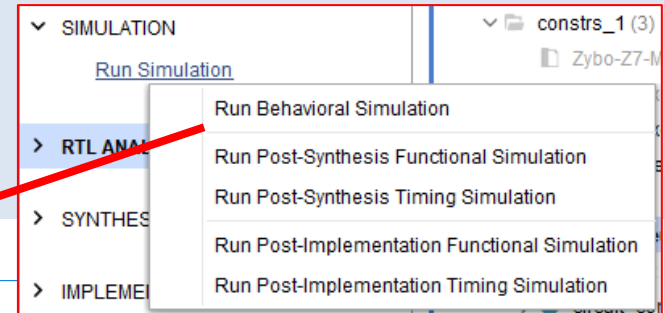 SIMULATION
Run Simulation
constrs_1 (3)
Zybo-Z7-M
Run Behavioral Simulation
RTL ANAL
Run Post-Synthesis Functional Simulation
Run Post-Synthesis Timing Simulation
SYNTHES
Run Post-Implementation Functional Simulation
IMPLEMEI
Run Post-Implementation Timing Simulation